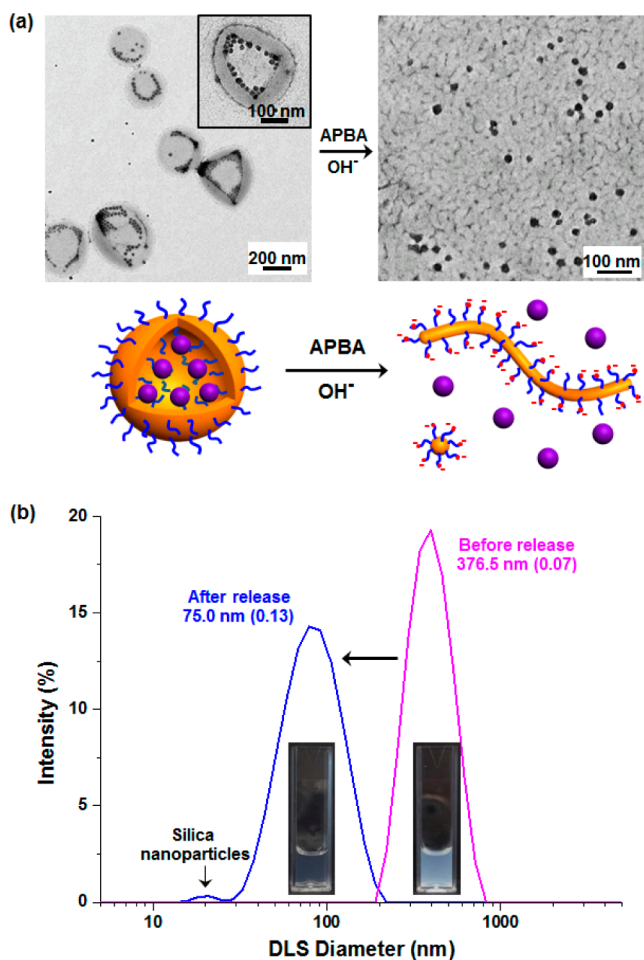 (a)
100 nm
200 nm
APBA
OH⁻
100 nm
APBA
OH⁻
(b)
20
15
10
5
0
Intensity (%)
After release
75.0 nm (0.13)
Before release
376.5 nm (0.07)
Silica
nanoparticles
10
100
1000
DLS Diameter (nm)